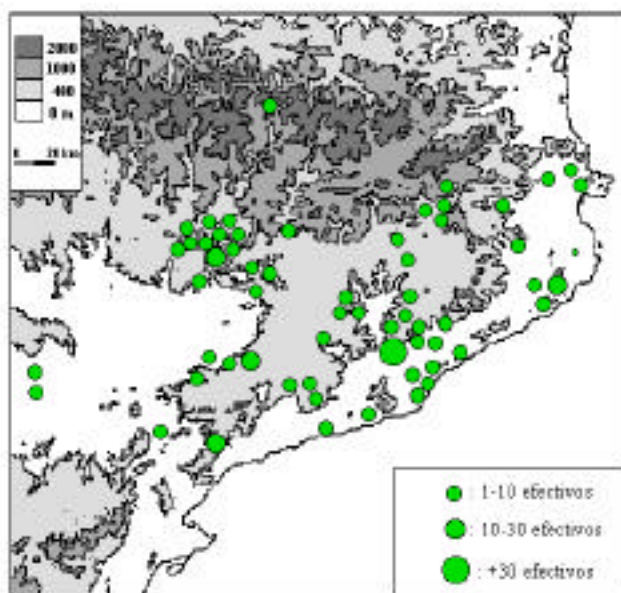 2000
1000
400
0 m
0 20 km
: 1-10 efectivos
: 10-30 efectivos
: +30 efectivos